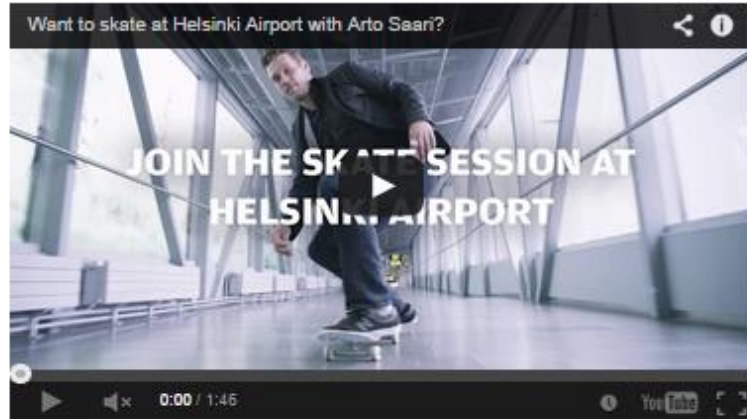 Want to skate at Helsinki Airport with Arto Saari?
JOIN THE SKATE SESSION AT
HELSINKI AIRPORT
0:00 / 1:46
YouTube